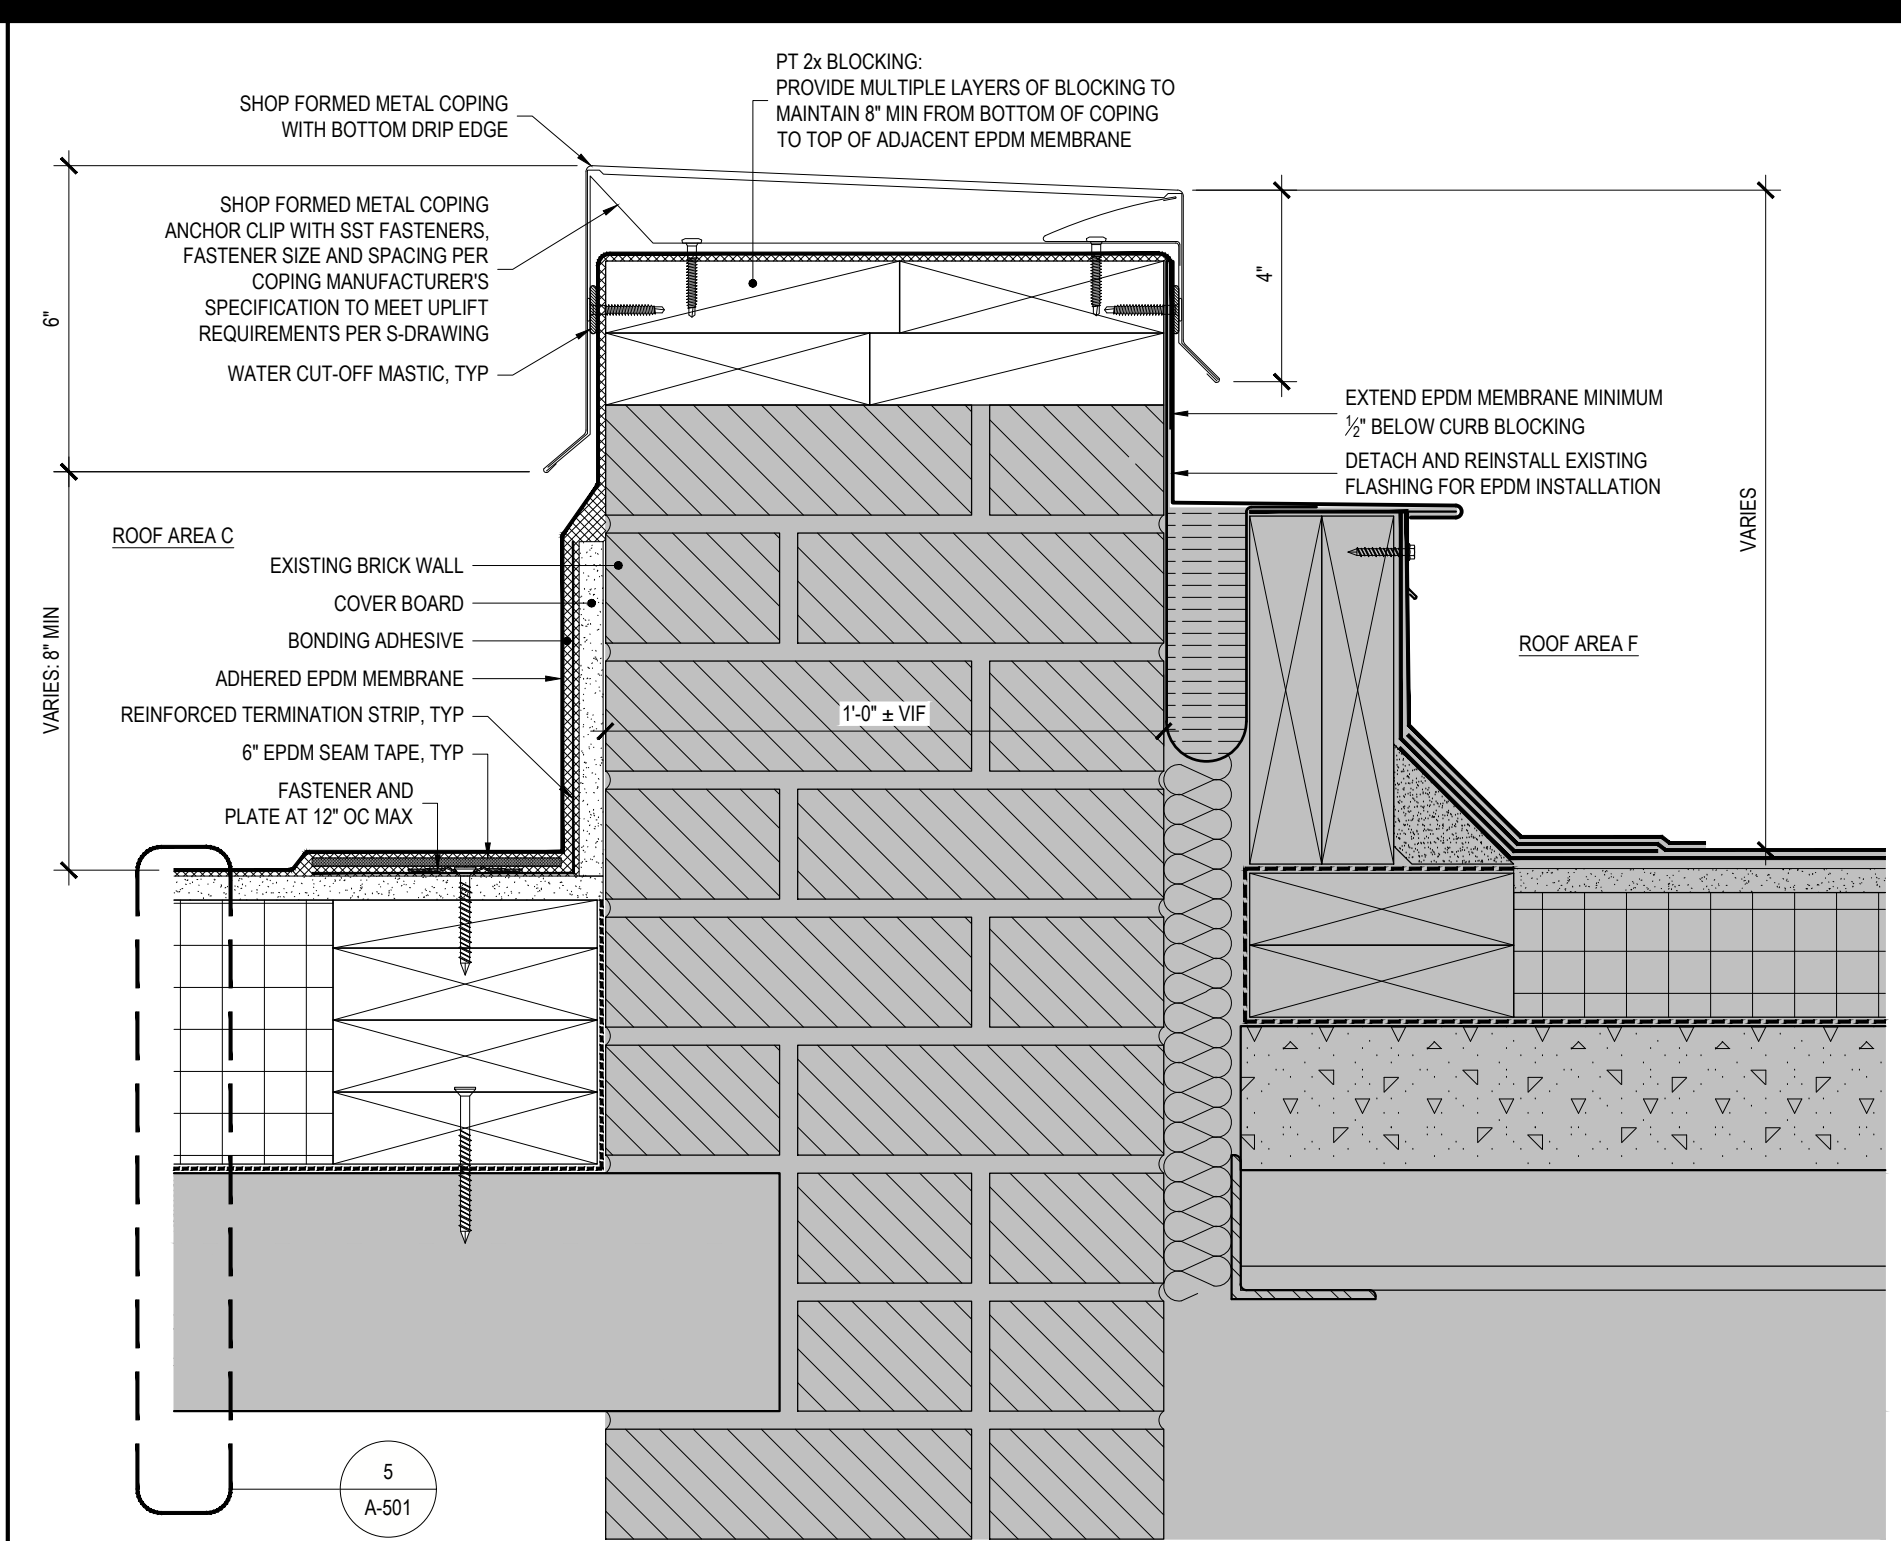 PT 2x BLOCKING:
PROVIDE MULTIPLE LAYERS OF BLOCKING TO
MAINTAIN 8" MIN FROM BOTTOM OF COPING
TO TOP OF ADJACENT EPDM MEMBRANE
SHOP FORMED METAL COPING
WITH BOTTOM DRIP EDGE
SHOP FORMED METAL COPING
ANCHOR CLIP WITH SST FASTENERS,
FASTENER SIZE AND SPACING PER
COPING MANUFACTURER'S
SPECIFICATION TO MEET UPLIFT
REQUIREMENTS PER S-DRAWING
WATER CUT-OFF MASTIC, TYP
6"
4"
EXTEND EPDM MEMBRANE MINIMUM
½" BELOW CURB BLOCKING
DETACH AND REINSTALL EXISTING
FLASHING FOR EPDM INSTALLATION
VARIES
ROOF AREA C
EXISTING BRICK WALL
COVER BOARD
BONDING ADHESIVE
ADHERED EPDM MEMBRANE
REINFORCED TERMINATION STRIP, TYP
6" EPDM SEAM TAPE, TYP
FASTENER AND
PLATE AT 12" OC MAX
VARIES: 8" MIN
ROOF AREA F
1'-0" ± VIF
5
A-501